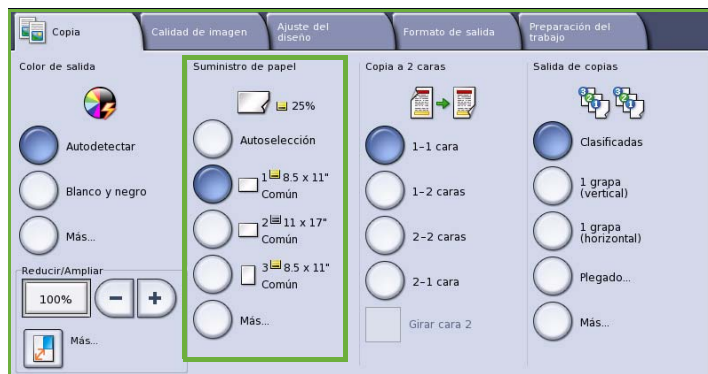 Copia
Calidad de imagen
Ajuste del
diseño
Formato de salida
Preparación del
trabajo
Color de salida
Autodetectar
Blanco y negro
Más...
Reducir/Ampliar
100%
Más...
Suministro de papel
25%
Autoselección
1 8.5 x 11"
Común
2 11 x 17"
Común
3 8.5 x 11"
Común
Más...
Copia a 2 caras
1-1 cara
1-2 caras
2-2 caras
2-1 cara
Girar cara 2
Salida de copias
Clasificadas
1 grapa
(vertical)
1 grapa
(horizontal)
Plegado...
Más...